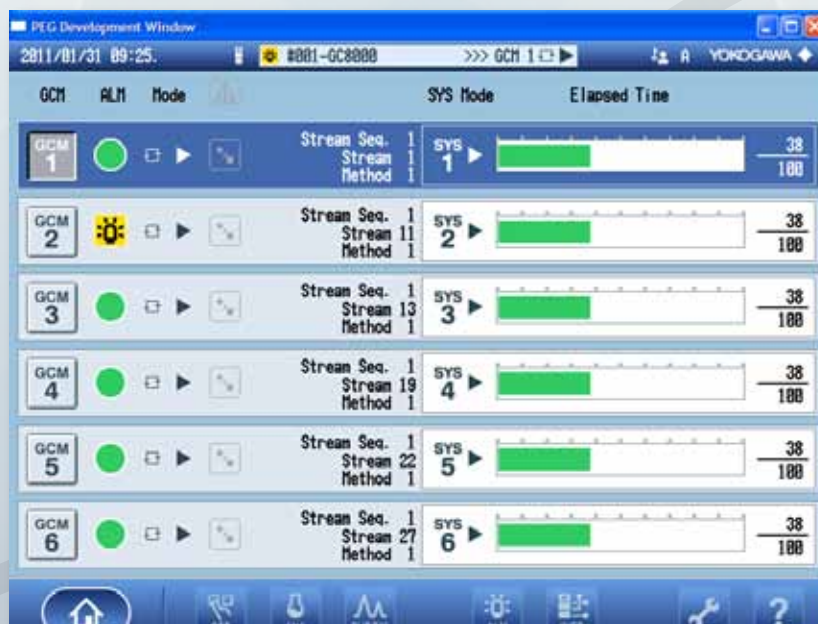 PEG Development Window
2011/01/31 09:25. #001-GC8000 >>> GCM 1 A YOKOGAWA
GCM ALM Mode SYS Mode Elapsed Time
GCM 1 Stream Seq. 1 SYS 1 38
Stream 1
Method 1 100
GCM 2 Stream Seq. 1 SYS 2 38
Stream 11
Method 1 100
GCM 3 Stream Seq. 1 SYS 3 38
Stream 13
Method 1 100
GCM 4 Stream Seq. 1 SYS 4 38
Stream 19
Method 1 100
GCM 5 Stream Seq. 1 SYS 5 38
Stream 22
Method 1 100
GCM 6 Stream Seq. 1 SYS 6 38
Stream 27
Method 1 100
?